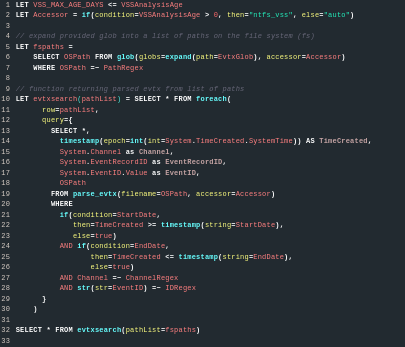 1 LET VSS_MAX_AGE_DAYS <= VSSAnalysisAge
2 LET Accessor = if(condition=VSSAnalysisAge > 0, then="ntfs_vss", else="auto")
3
4 // expand provided glob into a list of paths on the file system (fs)
5 LET fspaths =
6 SELECT OSPath FROM glob(globs=expand(path=EvtxGlob), accessor=Accessor)
7 WHERE OSPath =~ PathRegex
8
9 // function returning parsed evtx from list of paths
10 LET evtxsearch(pathList) = SELECT * FROM foreach(
11 row=pathList,
12 query={
13 SELECT *,
14 timestamp(epoch=int(int=System.TimeCreated.SystemTime)) AS TimeCreated,
15 System.Channel as Channel,
16 System.EventRecordID as EventRecordID,
17 System.EventID.Value as EventID,
18 OSPath
19 FROM parse_evtx(filename=OSPath, accessor=Accessor)
20 WHERE
21 if(condition=StartDate,
22 then=TimeCreated >= timestamp(string=StartDate),
23 else=true)
24 AND if(condition=EndDate,
25 then=TimeCreated <= timestamp(string=EndDate),
26 else=true)
27 AND Channel =~ ChannelRegex
28 AND str(str=EventID) =~ IDRegex
29 }
30 )
31
32 SELECT * FROM evtxsearch(pathList=fspaths)
33